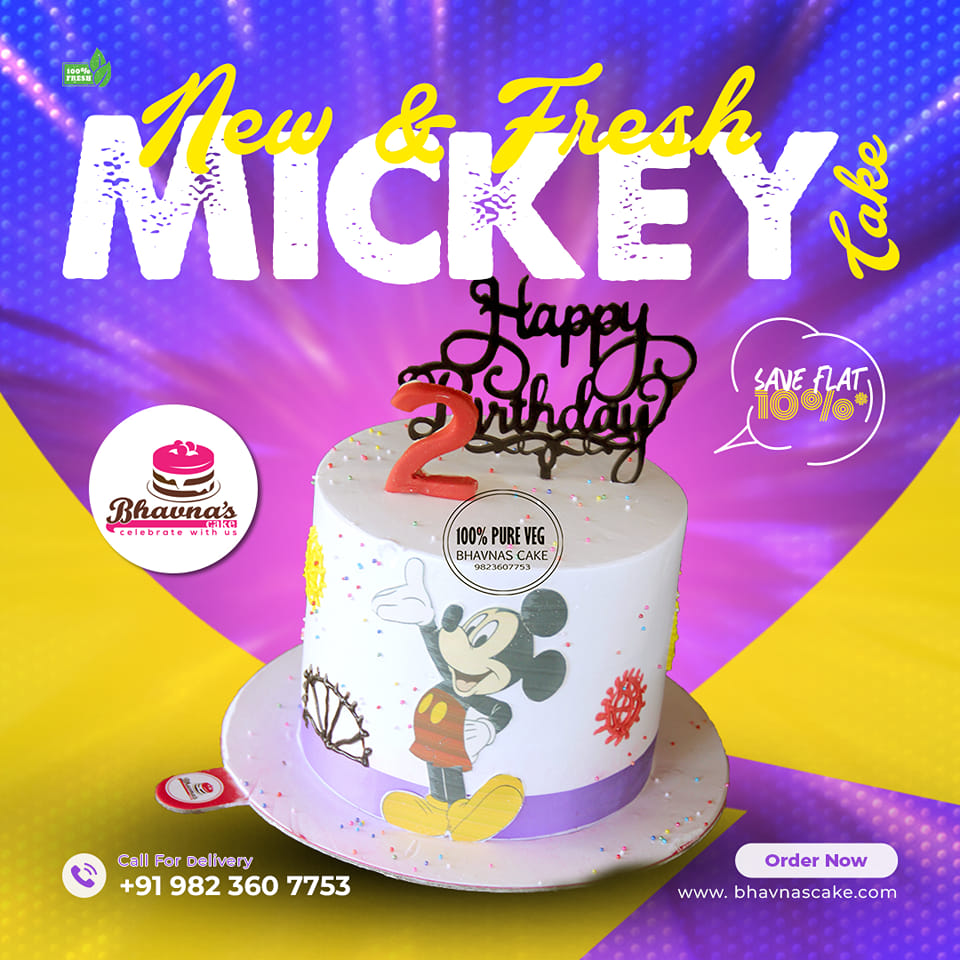 100%
FRESH
New & Fresh
MICKEY
Cake
Happy
Birthday
2
SAVE FLAT
10%*
Bhavna's
cake
celebrate with us
100% PURE VEG
BHAVNAS CAKE
9823607753
Call For Delivery
+91 982 360 7753
Order Now
www. bhavnascake.com